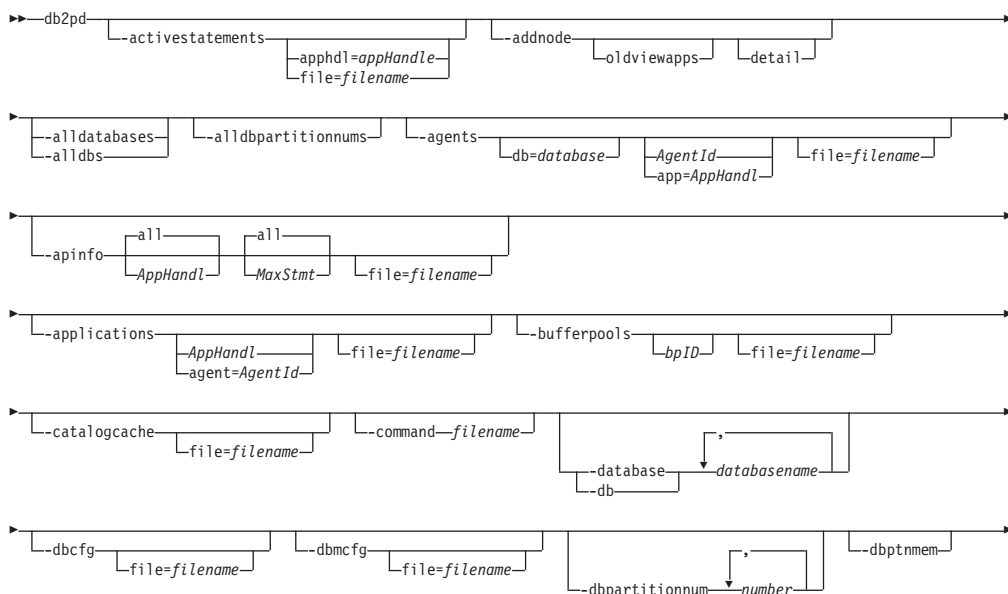 db2pd
-activestatements
apphdl=appHandle
file=filename
-addnode
oldviewapps
detail
-alldatabases
-alldbs
-alldbpartitionnums
-agents
db=database
AgentId
app=AppHandl
file=filename
-apinfo
all
AppHandl
all
MaxStmt
file=filename
-applications
AppHandl
agent=AgentId
file=filename
-bufferpools
bpID
file=filename
-catalogcache
file=filename
-command filename
-database
-db
,
databasename
-dbcfg
file=filename
-dbmcfg
file=filename
-dbpartitionnum
,
number
-dbptnmem